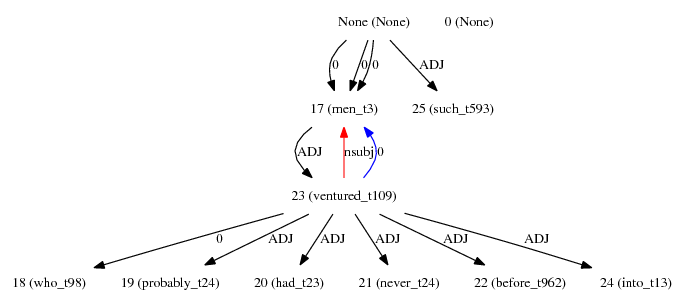 None (None) 0 (None)
0 0 0 ADJ
17 (men_t3) 25 (such_t593)
ADJ nsubj 0
23 (ventured_t109)
0 ADJ ADJ ADJ ADJ ADJ
18 (who_t98) 19 (probably_t24) 20 (had_t23) 21 (never_t24) 22 (before_t962) 24 (into_t13)